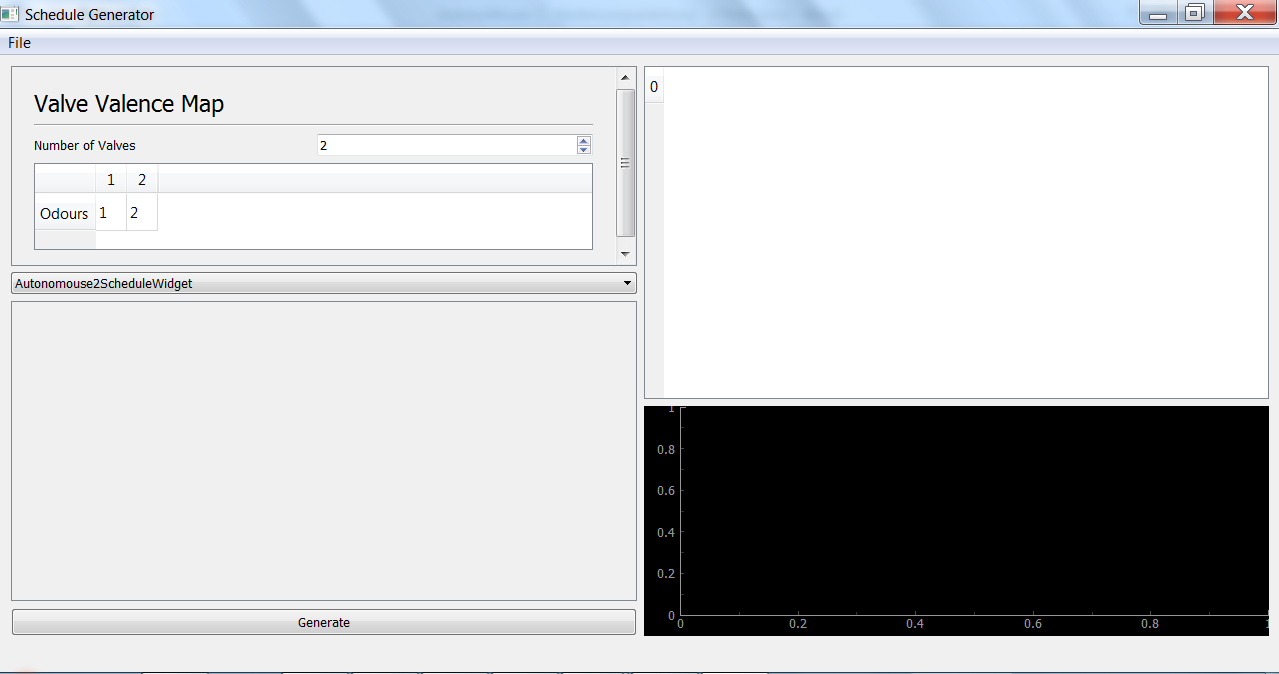 Schedule Generator
File
Valve Valence Map
Number of Valves 2
1 2
Odours 1 2
Autonomouse2ScheduleWidget
Generate
0
1
0.8
0.6
0.4
0.2
0
0 0.2 0.4 0.6 0.8 1